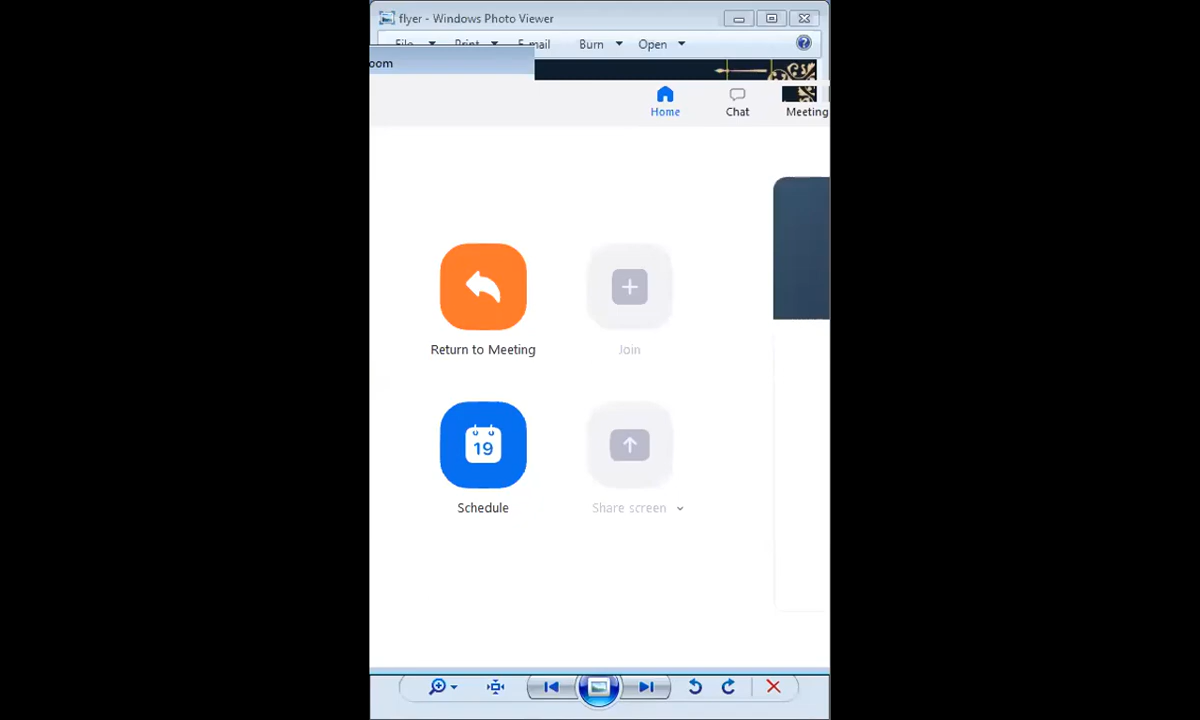 flyer - Windows Photo Viewer
File Print E-mail Burn Open
oom
Home Chat Meeting
Return to Meeting Join
19
Schedule Share screen